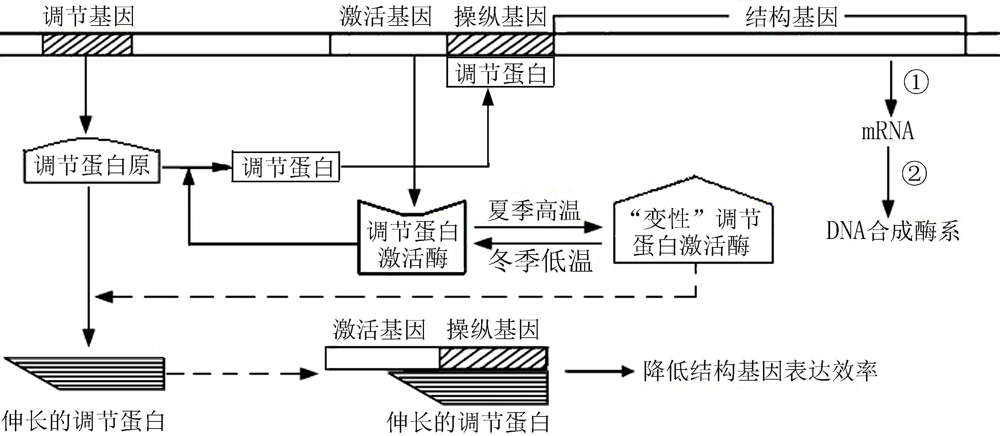 调节基因
激活基因
操纵基因
结构基因
调节蛋白
①
mRNA
调节蛋白原
调节蛋白
②
夏季高温
“变性”调节
蛋白激活酶
调节蛋白
激活酶
冬季低温
DNA合成酶系
激活基因
操纵基因
降低结构基因表达效率
伸长的调节蛋白
伸长的调节蛋白